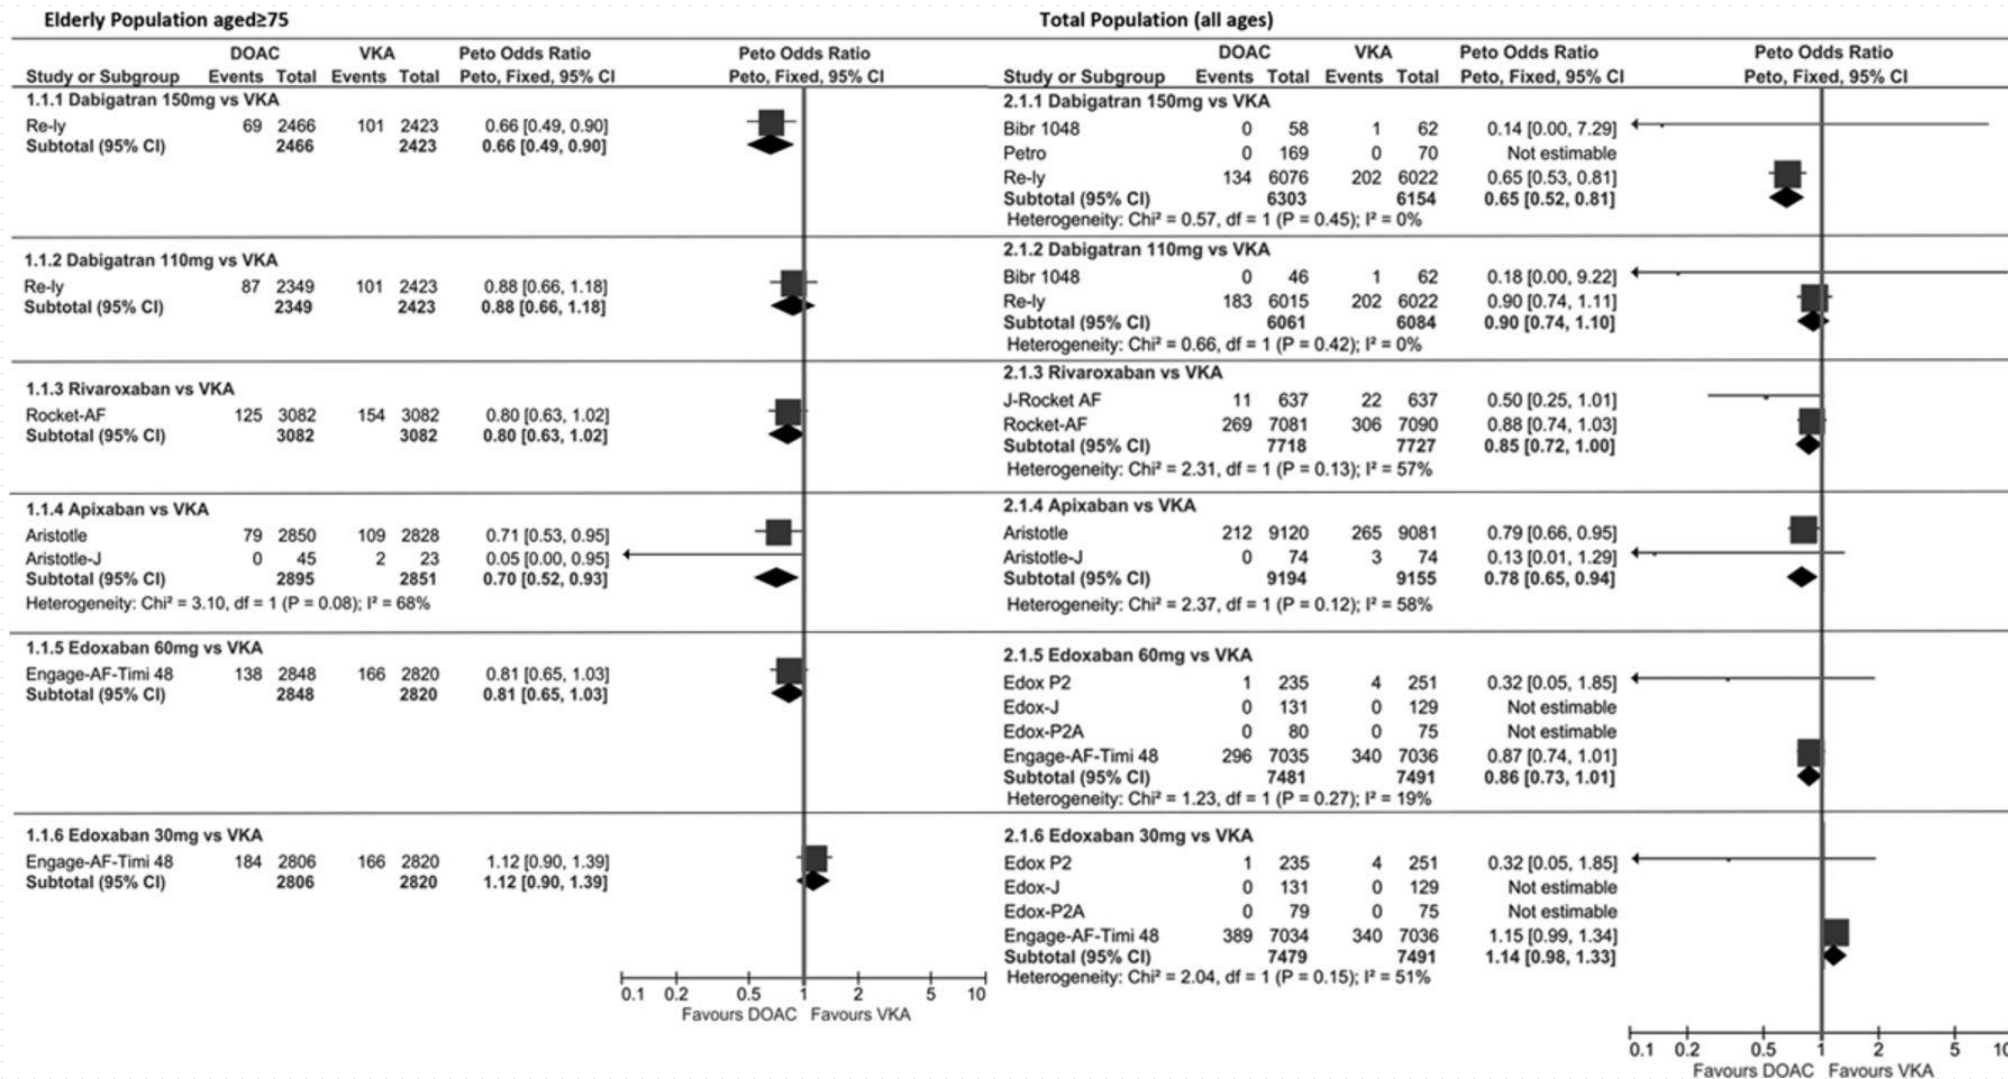 Elderly Population aged≥75
DOAC VKA Peto Odds Ratio Peto Odds Ratio
Study or Subgroup Events Total Events Total Peto, Fixed, 95% CI Peto, Fixed, 95% CI
1.1.1 Dabigatran 150mg vs VKA
Re-ly 69 2466 101 2423 0.66 [0.49, 0.90]
Subtotal (95% CI) 2466 2423 0.66 [0.49, 0.90]
1.1.2 Dabigatran 110mg vs VKA
Re-ly 87 2349 101 2423 0.88 [0.66, 1.18]
Subtotal (95% CI) 2349 2423 0.88 [0.66, 1.18]
1.1.3 Rivaroxaban vs VKA
Rocket-AF 125 3082 154 3082 0.80 [0.63, 1.02]
Subtotal (95% CI) 3082 3082 0.80 [0.63, 1.02]
1.1.4 Apixaban vs VKA
Aristotle 79 2850 109 2828 0.71 [0.53, 0.95]
Aristotle-J 0 45 2 23 0.05 [0.00, 0.95]
Subtotal (95% CI) 2895 2851 0.70 [0.52, 0.93]
Heterogeneity: Chi² = 3.10, df = 1 (P = 0.08); I² = 68%
1.1.5 Edoxaban 60mg vs VKA
Engage-AF-Timi 48 138 2848 166 2820 0.81 [0.65, 1.03]
Subtotal (95% CI) 2848 2820 0.81 [0.65, 1.03]
1.1.6 Edoxaban 30mg vs VKA
Engage-AF-Timi 48 184 2806 166 2820 1.12 [0.90, 1.39]
Subtotal (95% CI) 2806 2820 1.12 [0.90, 1.39]
0.1 0.2 0.5 1 2 5 10
Favours DOAC Favours VKA
Total Population (all ages)
DOAC VKA Peto Odds Ratio Peto Odds Ratio
Study or Subgroup Events Total Events Total Peto, Fixed, 95% CI Peto, Fixed, 95% CI
2.1.1 Dabigatran 150mg vs VKA
Bibr 1048 0 58 1 62 0.14 [0.00, 7.29]
Petro 0 169 0 70 Not estimable
Re-ly 134 6076 202 6022 0.65 [0.53, 0.81]
Subtotal (95% CI) 6303 6154 0.65 [0.52, 0.81]
Heterogeneity: Chi² = 0.57, df = 1 (P = 0.45); I² = 0%
2.1.2 Dabigatran 110mg vs VKA
Bibr 1048 0 46 1 62 0.18 [0.00, 9.22]
Re-ly 183 6015 202 6022 0.90 [0.74, 1.11]
Subtotal (95% CI) 6061 6084 0.90 [0.74, 1.10]
Heterogeneity: Chi² = 0.66, df = 1 (P = 0.42); I² = 0%
2.1.3 Rivaroxaban vs VKA
J-Rocket AF 11 637 22 637 0.50 [0.25, 1.01]
Rocket-AF 269 7081 306 7090 0.88 [0.74, 1.03]
Subtotal (95% CI) 7718 7727 0.85 [0.72, 1.00]
Heterogeneity: Chi² = 2.31, df = 1 (P = 0.13); I² = 57%
2.1.4 Apixaban vs VKA
Aristotle 212 9120 265 9081 0.79 [0.66, 0.95]
Aristotle-J 0 74 3 74 0.13 [0.01, 1.29]
Subtotal (95% CI) 9194 9155 0.78 [0.65, 0.94]
Heterogeneity: Chi² = 2.37, df = 1 (P = 0.12); I² = 58%
2.1.5 Edoxaban 60mg vs VKA
Edox P2 1 235 4 251 0.32 [0.05, 1.85]
Edox-J 0 131 0 129 Not estimable
Edox-P2A 0 80 0 75 Not estimable
Engage-AF-Timi 48 296 7035 340 7036 0.87 [0.74, 1.01]
Subtotal (95% CI) 7481 7491 0.86 [0.73, 1.01]
Heterogeneity: Chi² = 1.23, df = 1 (P = 0.27); I² = 19%
2.1.6 Edoxaban 30mg vs VKA
Edox P2 1 235 4 251 0.32 [0.05, 1.85]
Edox-J 0 131 0 129 Not estimable
Edox-P2A 0 79 0 75 Not estimable
Engage-AF-Timi 48 389 7034 340 7036 1.15 [0.99, 1.34]
Subtotal (95% CI) 7479 7491 1.14 [0.98, 1.33]
Heterogeneity: Chi² = 2.04, df = 1 (P = 0.15); I² = 51%
0.1 0.2 0.5 1 2 5 10
Favours DOAC Favours VKA